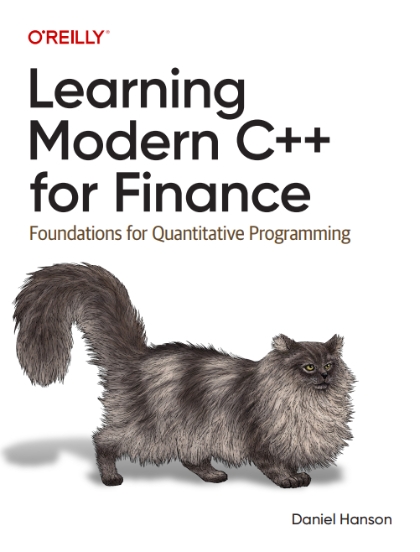 O'REILLY®
Learning
Modern C++
for Finance
Foundations for Quantitative Programming
Daniel Hanson